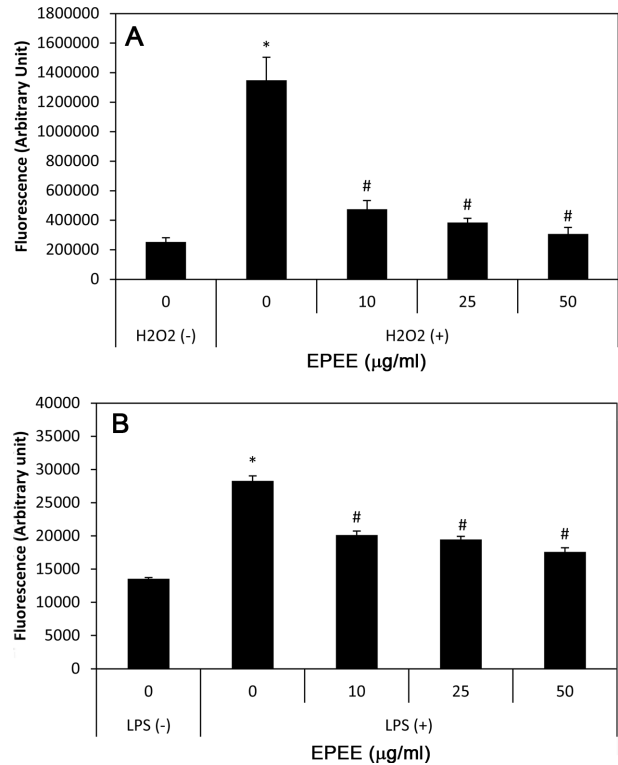 A
Fluorescence (Arbitrary Unit)
1800000
1600000
1400000
1200000
1000000
800000
600000
400000
200000
0
*
#
#
#
0 0 10 25 50
H2O2 (-) H2O2 (+)
EPEE (µg/ml)
B
Fluorescence (Arbitrary unit)
40000
35000
30000
25000
20000
15000
10000
5000
0
*
#
#
#
0 0 10 25 50
LPS (-) LPS (+)
EPEE (µg/ml)